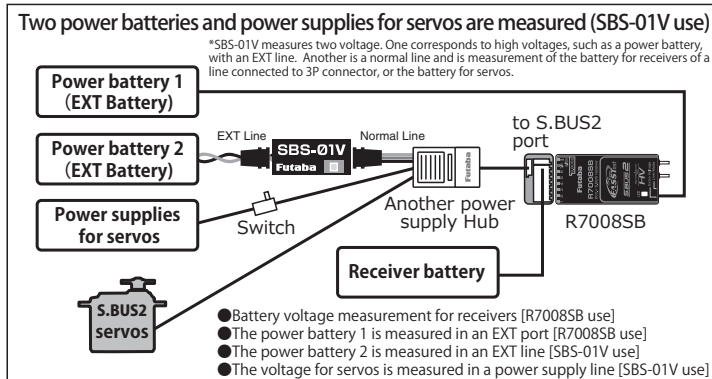 Two power batteries and power supplies for servos are measured (SBS-01V use)
*SBS-01V measures two voltage. One corresponds to high voltages, such as a power battery,
with an EXT line. Another is a normal line and is measurement of the battery for receivers of a
line connected to 3P connector, or the battery for servos.
Power battery 1
(EXT Battery)
Power battery 2
(EXT Battery)
EXT Line
SBS-01V
Futaba
Normal Line
Futaba
to S.BUS2
port
Futaba
R7008SB
FASSTest
S.BUS2
HV
R7008SB
Power supplies
for servos
Switch
Another power
supply Hub
Receiver battery
S.BUS2
servos
●Battery voltage measurement for receivers [R7008SB use]
●The power battery 1 is measured in an EXT port [R7008SB use]
●The power battery 2 is measured in an EXT line [SBS-01V use]
●The voltage for servos is measured in a power supply line [SBS-01V use]